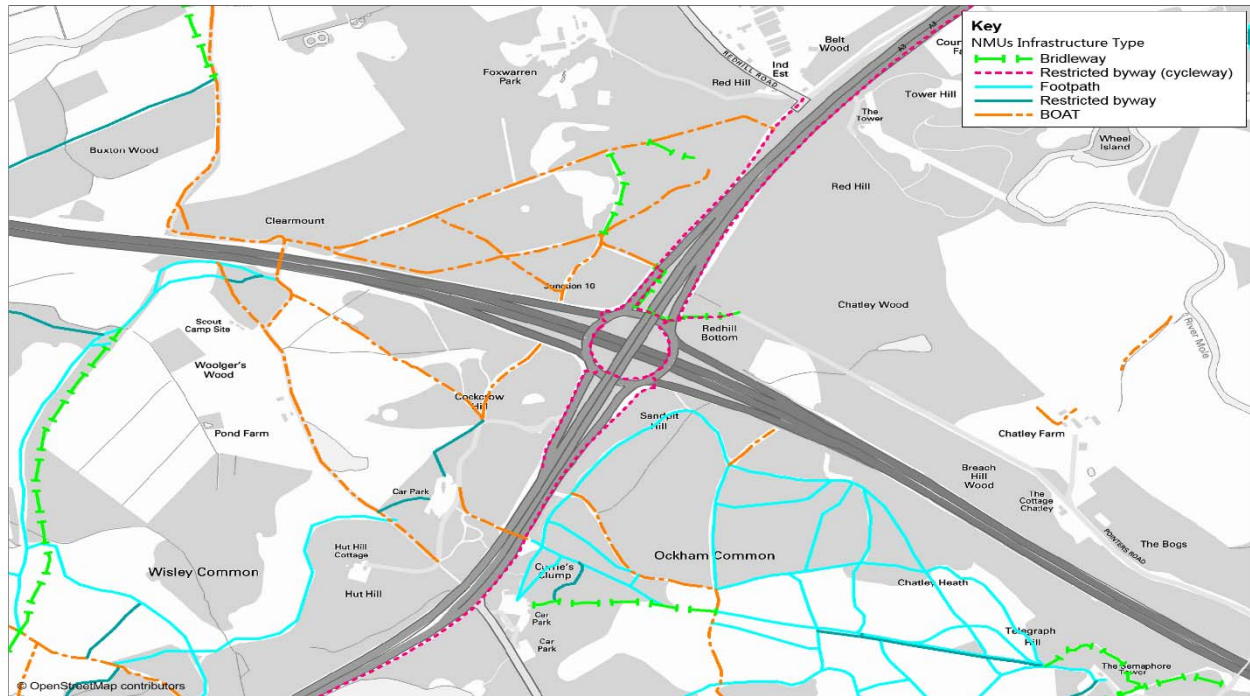 Key
NMUs Infrastructure Type
Bridleway
Restricted byway (cycleway)
Footpath
Restricted byway
BOAT
Belt
Wood
A3
A3
REDHILL ROAD
Ind
Est
Foxwarren
Park
Red Hill
Tower Hill
The
Tower
Wheel
Island
Buxton Wood
Red Hill
Clearmount
Junction 10
Chatley Wood
River Mole
Scout
Camp Site
Redhill
Bottom
Woolger's
Wood
Cockcrow
Hill
Sandpit
Hill
Pond Farm
Chatley Farm
Breach
Hill
Wood
Car Park
The
Cottage
Chatley
POINTERS ROAD
The Bogs
Hut Hill
Cottage
Ockham Common
Wisley Common
Currie's
Clump
Chatley Heath
Hut Hill
Car
Park
Car
Park
Telegraph
Hill
The Semaphore
Tower
© OpenStreetMap contributors